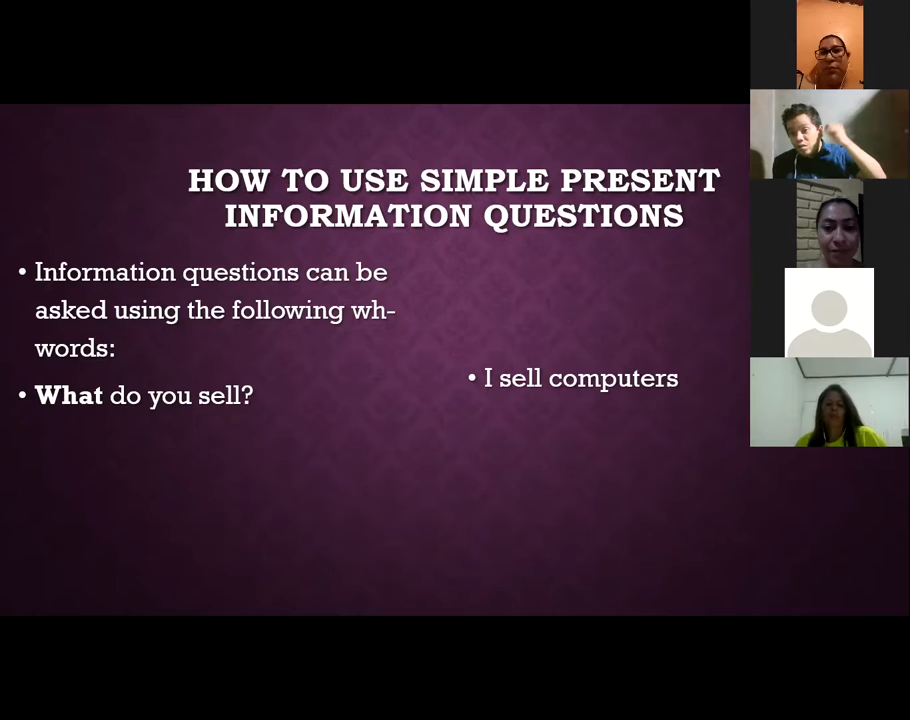 HOW TO USE SIMPLE PRESENT
INFORMATION QUESTIONS
• Information questions can be
asked using the following wh-
words:
• What do you sell?
• I sell computers